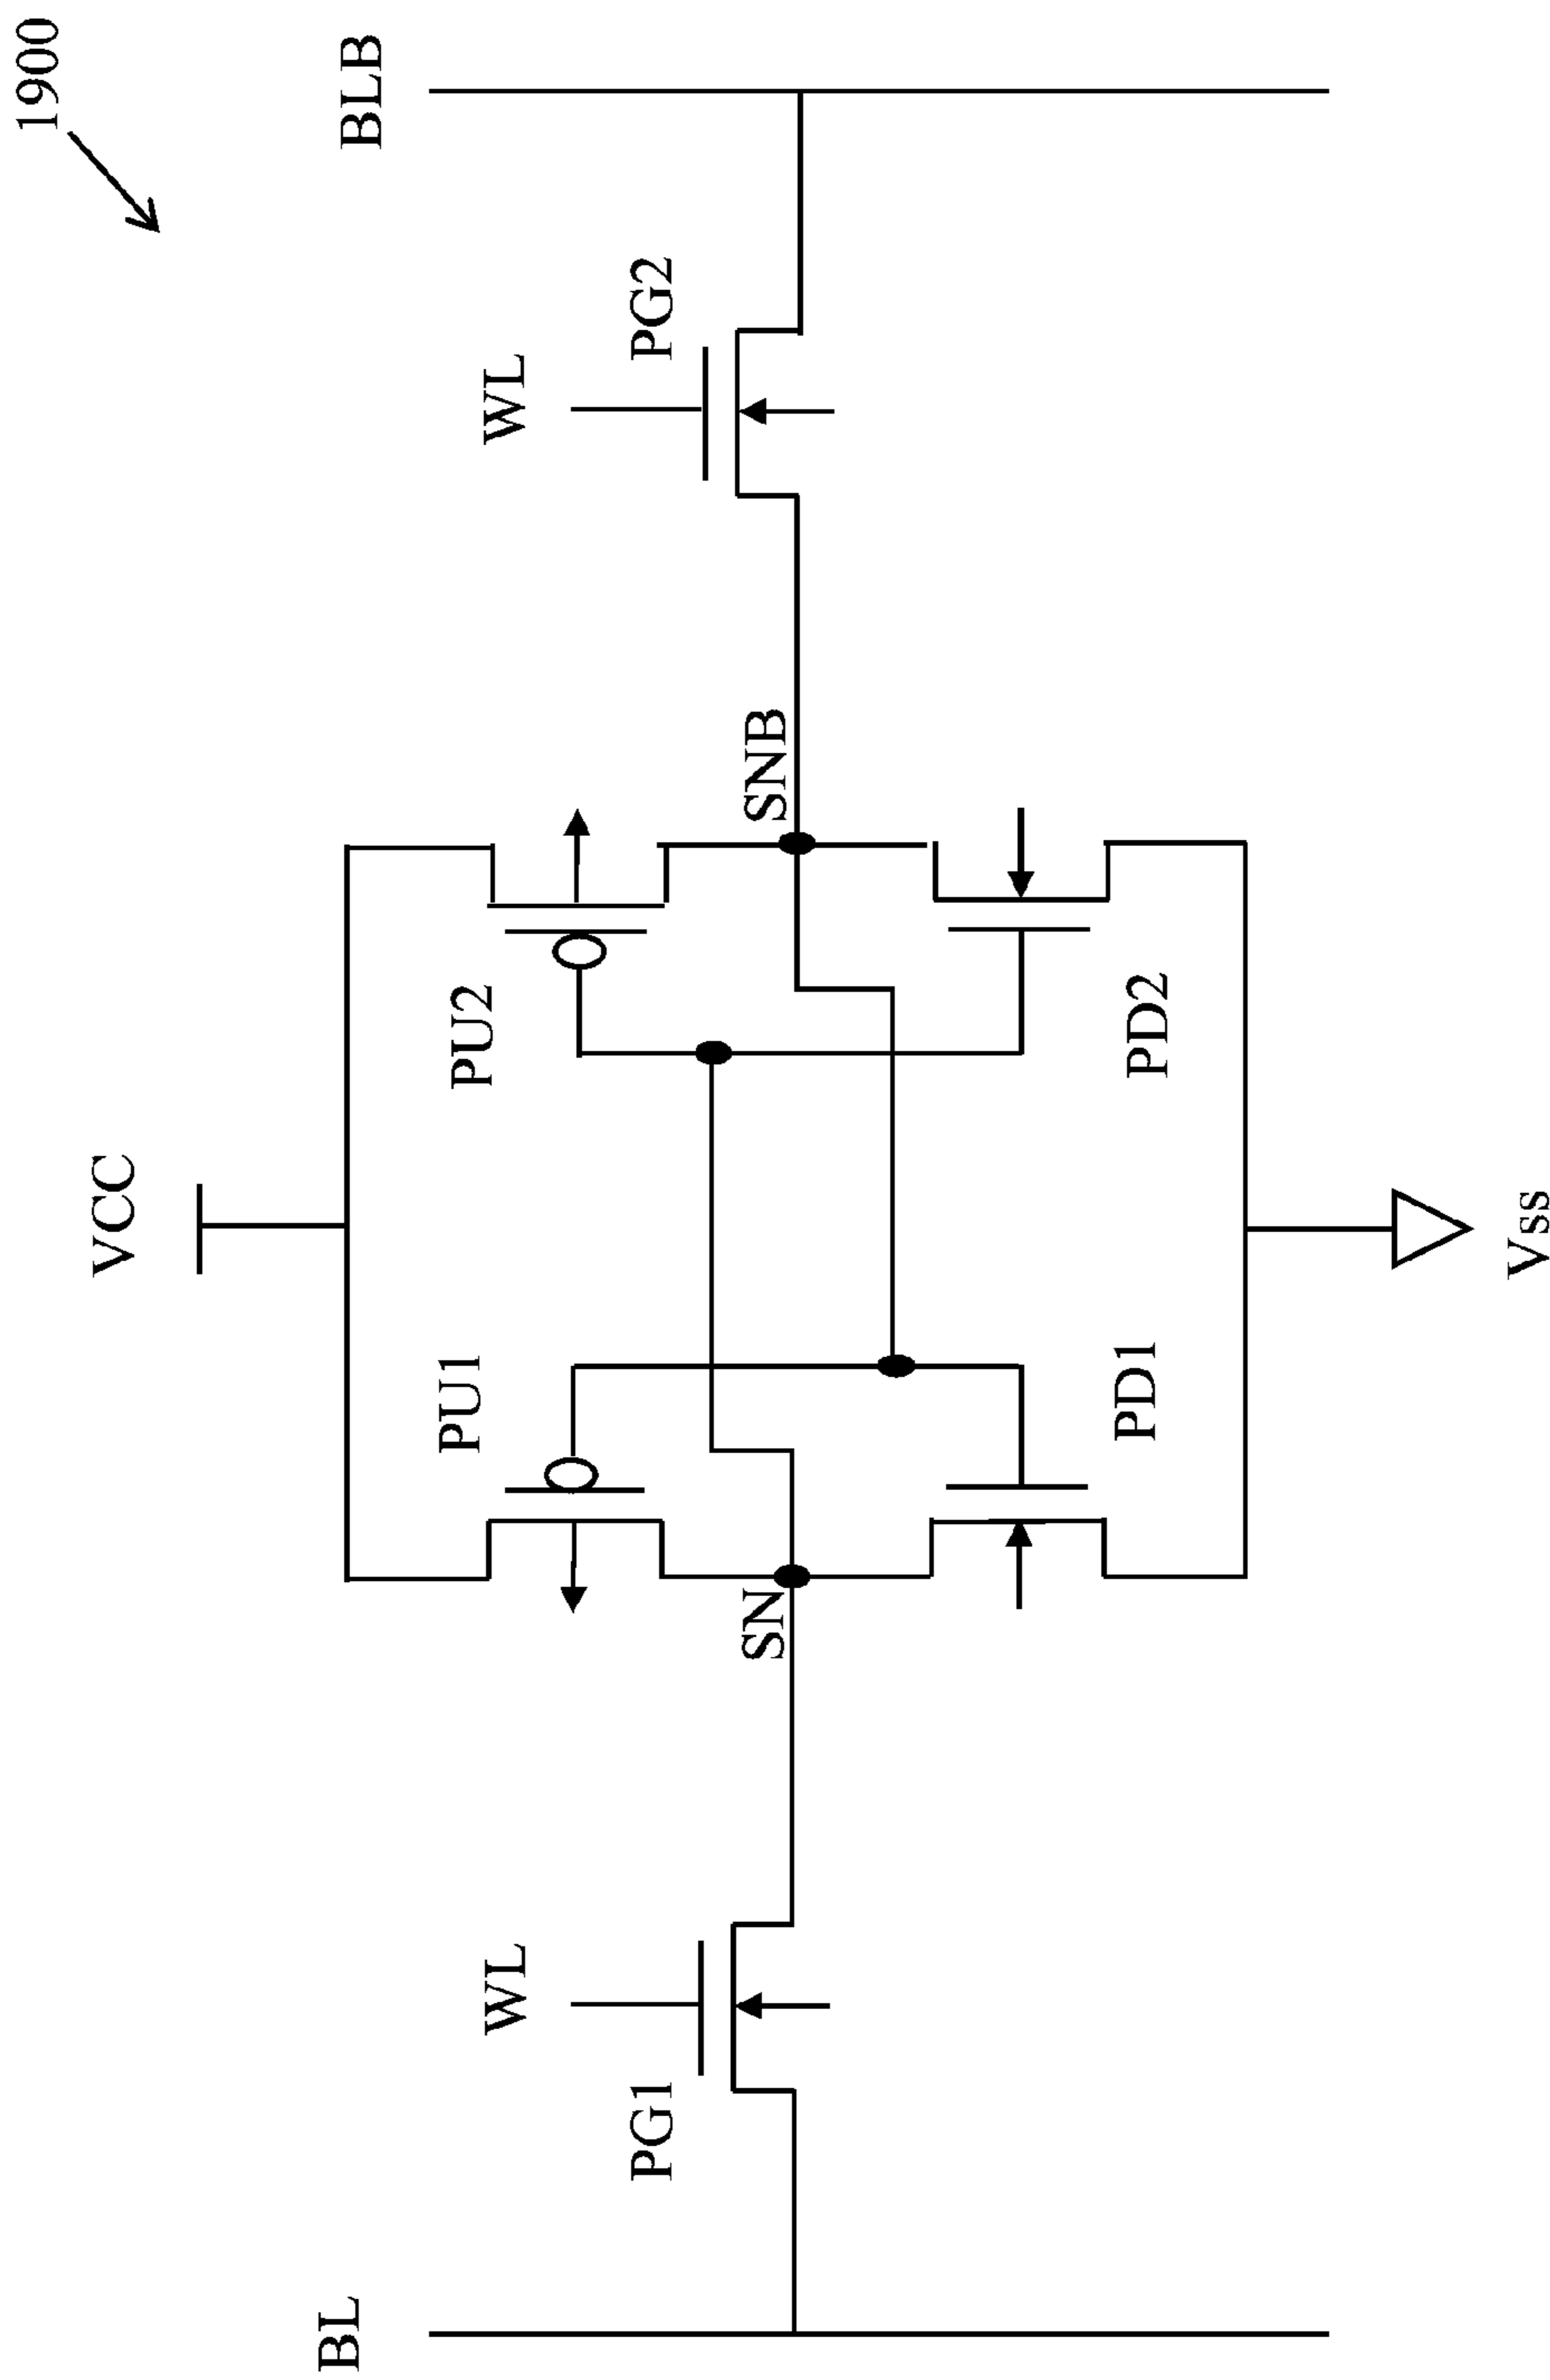 1900
VCC
BL
BLB
PU1
PU2
WL
WL
PG1
PG2
SN
SNB
PD1
PD2
Vss